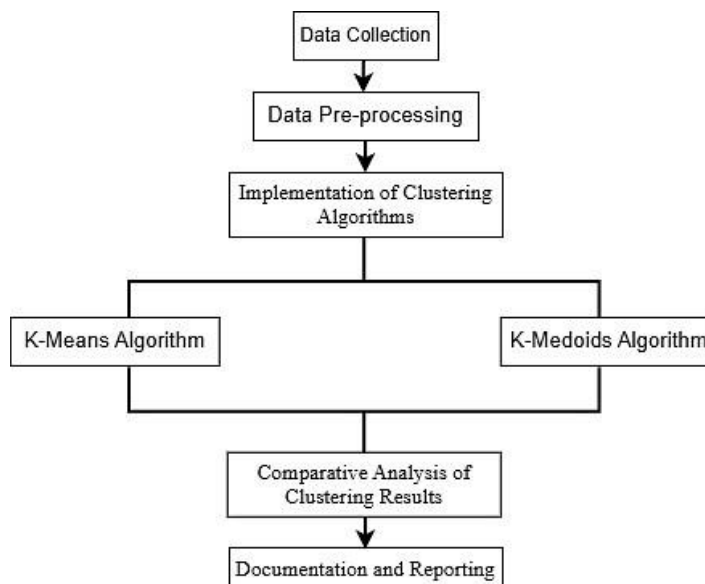 Data Collection
Data Pre-processing
Implementation of Clustering
Algorithms
K-Means Algorithm
K-Medoids Algorithm
Comparative Analysis of
Clustering Results
Documentation and Reporting